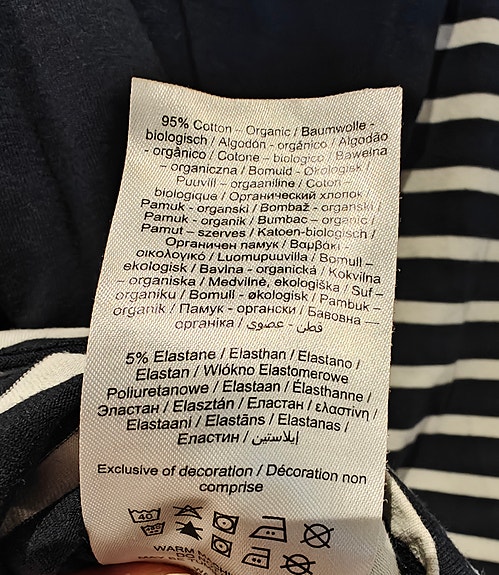 95% Cotton – Organic / Baumwolle -
biologisch / Algodón - orgánico / Algodão
- orgânico / Cotone – biologico / Bawełna
– organiczna / Bomuld - Økologisk /
Puuvill – orgaaniline / Coton –
biologique / Органический хлопок
Pamuk - organski / Bombaž - organski /
Pamuk - organik / Bumbac – organic /
Pamut – szerves / Katoen-biologisch /
Органичен памук / Βαμβάκι -
οικολογικό / Luomupuuvilla / Bomull –
ekologisk / Bavlna - organická / Kokvilna
– organiska / Medvilnė, ekologiška / Suf –
organiku / Bomull - økologisk / Pambuk –
organik / Памук - органски / Бавовна —
органіка / قطن - عضوي
5% Elastane / Elasthan / Elastano /
Elastan / Włókno Elastomerowe
Poliuretanowe / Elastaan / Élasthanne /
Эластан / Elasztán / Еластан / ελαστίνη /
Elastaani / Elastāns / Elastanas /
Еластин / إيلاستين
Exclusive of decoration / Décoration non
comprise
40
WARM